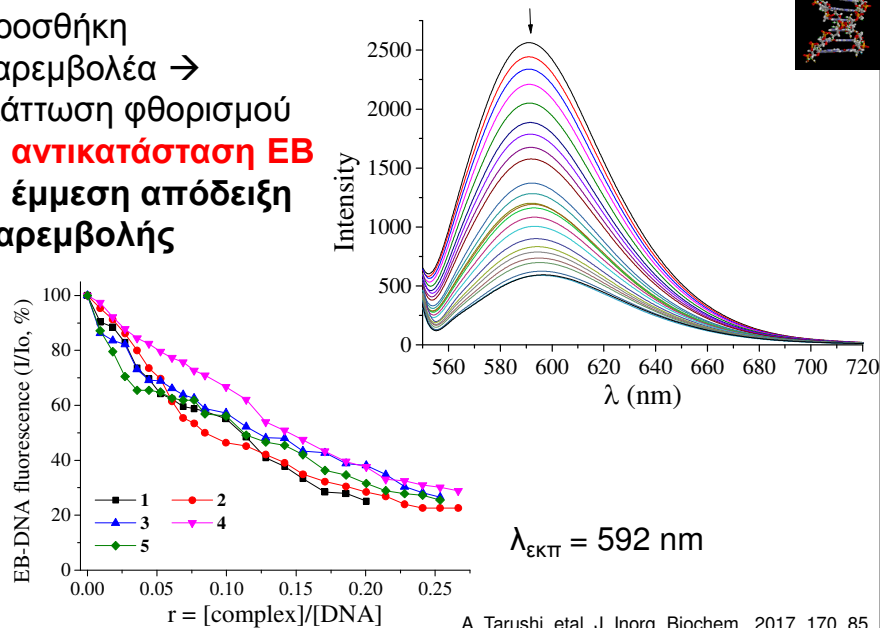 ροσθήκη
αρεμβολέα →
άττωση φθορισμού
αντικατάσταση EB
έμμεση απόδειξη
αρεμβολής
Intensity
2500
2000
1500
1000
500
0
560 580 600 620 640 660 680 700 720
λ (nm)
EB-DNA fluorescence (I/Io, %)
100
80
60
40
20
0
1 2
3 4
5
0.00 0.05 0.10 0.15 0.20 0.25
r = [complex]/[DNA]
λεκπ = 592 nm
A. Tarushi, etal, J. Inorg. Biochem., 2017, 170, 85